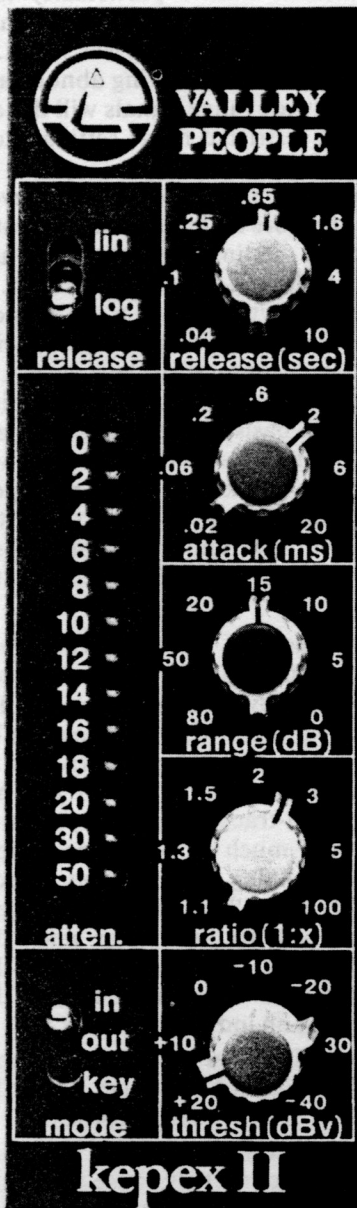 VALLEY
PEOPLE
lin
log
release
.65
.25 1.6
.1 4
.04 10
release (sec)
.6
.2 2
.06 6
.02 20
attack (ms)
0
2
4
6
8
10
12
14
16
18
20
30
50
atten.
15
20 10
50 5
80 0
range (dB)
2
1.5 3
1.3 5
1.1 100
ratio (1:x)
in
out
key
mode
-10
0 -20
+10 30
+20 -40
thresh (dBv)
kepex II